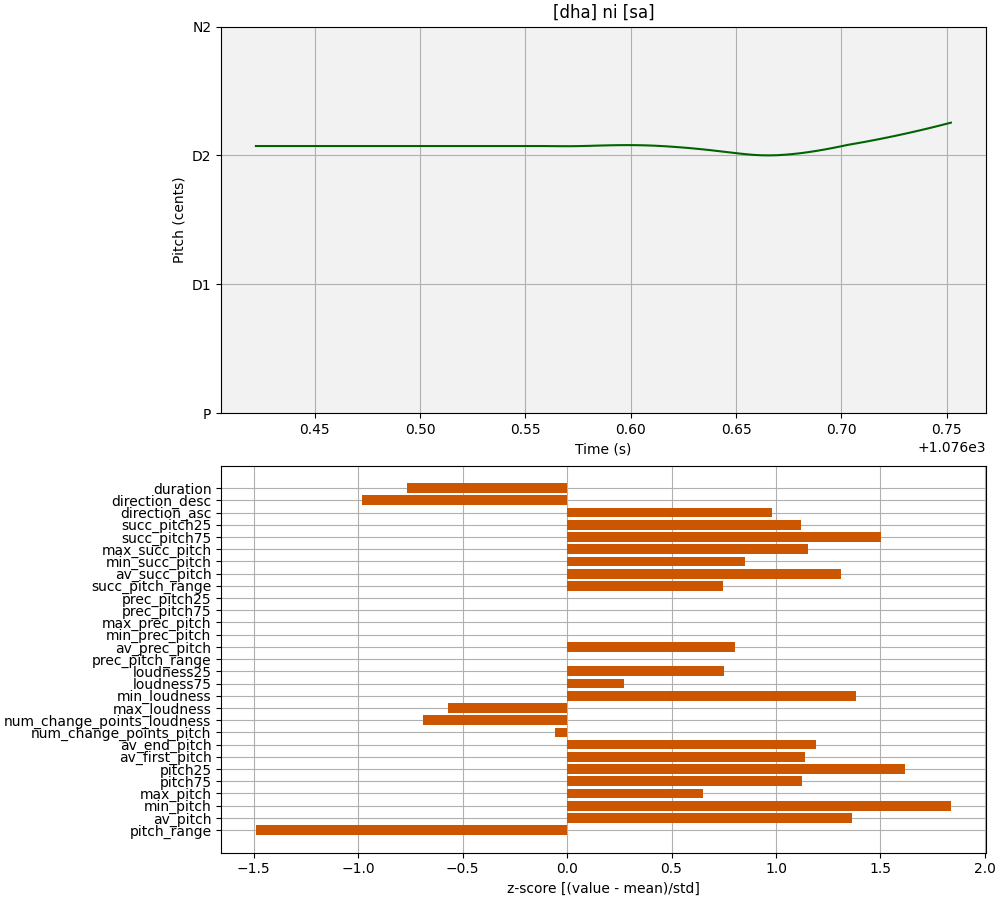 [dha] ni [sa]
N2
D2
D1
P
Pitch (cents)
0.45 0.50 0.55 0.60 0.65 0.70 0.75
Time (s)
+1.076e3
duration
direction_desc
direction_asc
succ_pitch25
succ_pitch75
max_succ_pitch
min_succ_pitch
av_succ_pitch
succ_pitch_range
prec_pitch25
prec_pitch75
max_prec_pitch
min_prec_pitch
av_prec_pitch
prec_pitch_range
loudness25
loudness75
min_loudness
max_loudness
num_change_points_loudness
num_change_points_pitch
av_end_pitch
av_first_pitch
pitch25
pitch75
max_pitch
min_pitch
av_pitch
pitch_range
−1.5 −1.0 −0.5 0.0 0.5 1.0 1.5 2.0
z-score [(value - mean)/std]